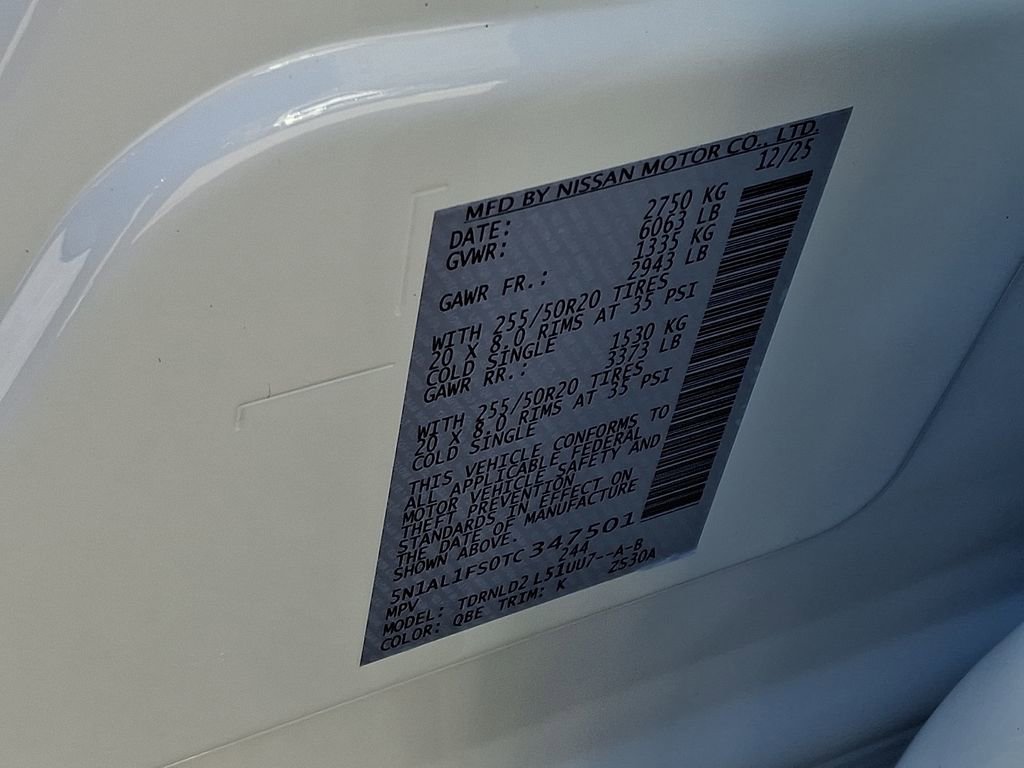 MFD BY NISSAN MOTOR CO., LTD.
DATE: 12/25
GVWR: 2750 KG
6063 LB
GAWR FR.: 1335 KG
2943 LB
WITH 255/50R20 TIRES
20 X 8.0 RIMS AT 35 PSI
COLD SINGLE
GAWR RR.: 1530 KG
3373 LB
WITH 255/50R20 TIRES
20 X 8.0 RIMS AT 35 PSI
COLD SINGLE
THIS VEHICLE CONFORMS TO
ALL APPLICABLE FEDERAL
MOTOR VEHICLE SAFETY AND
THEFT PREVENTION
STANDARDS IN EFFECT ON
THE DATE OF MANUFACTURE
SHOWN ABOVE.
5N1AL1FS0TC347501
MPV 244
MODEL: TDRNLD2 L51UU7--A-B
COLOR: QBE TRIM: K ZS30A